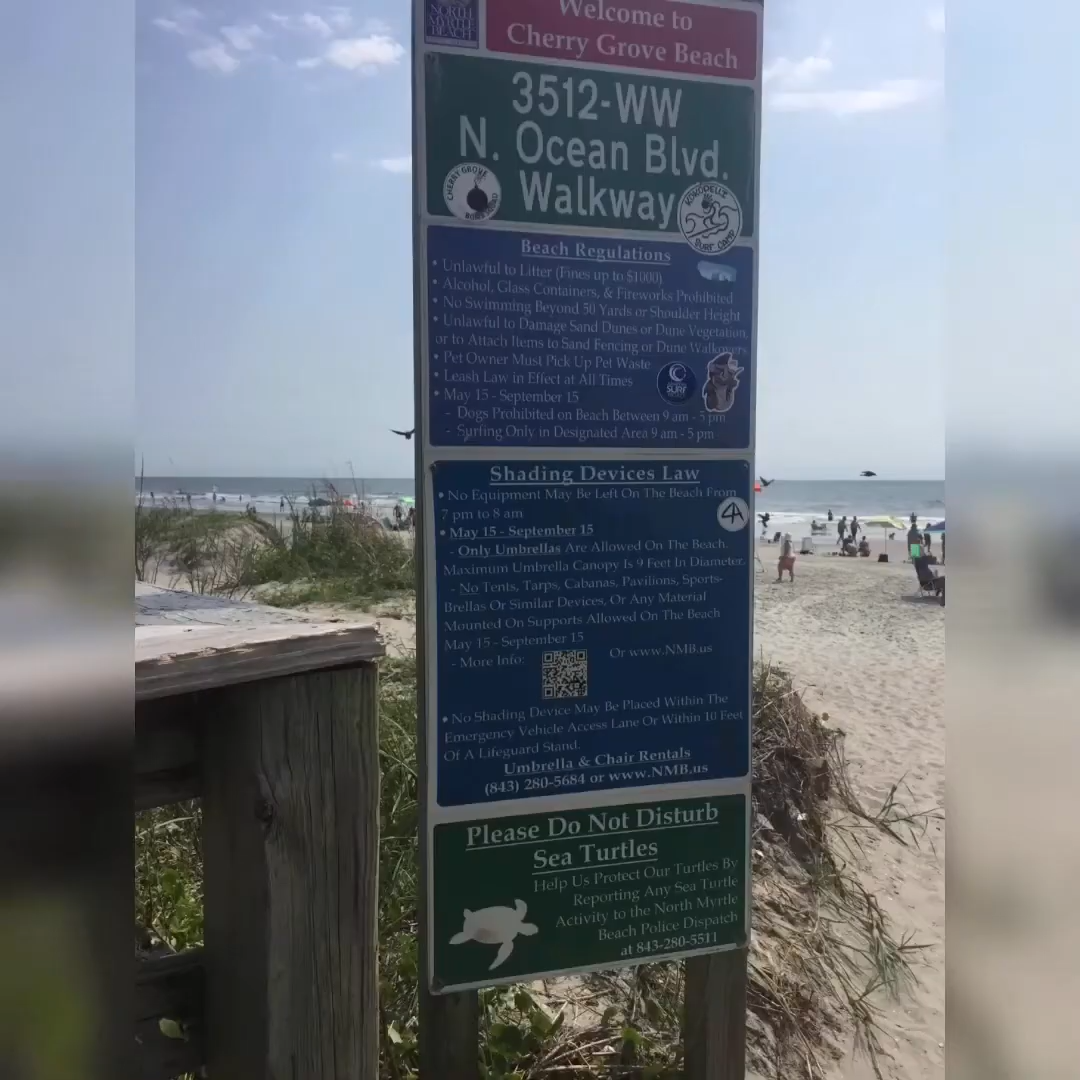 NORTH
MYRTLE
BEACH
Welcome to
Cherry Grove Beach
3512-WW
N. Ocean Blvd.
Walkway
CHERRY GROVE
KOKODIELZ
SURF CAMP
Beach Regulations
• Unlawful to Litter (Fines up to $1000)
• Alcohol, Glass Containers, & Fireworks Prohibited
• No Swimming Beyond 50 Yards or Shoulder Height
• Unlawful to Damage Sand Dunes or Dune Vegetation
or to Attach Items to Sand Fencing or Dune Walkovers
• Pet Owner Must Pick Up Pet Waste
• Leash Law in Effect at All Times
SURF
• May 15 - September 15
- Dogs Prohibited on Beach Between 9 am - 5 pm
- Surfing Only in Designated Area 9 am - 5 pm
Shading Devices Law
• No Equipment May Be Left On The Beach From
7 pm to 8 am
• May 15 - September 15
- Only Umbrellas Are Allowed On The Beach.
Maximum Umbrella Canopy Is 9 Feet In Diameter.
- No Tents, Tarps, Cabanas, Pavilions, Sports-
Brellas Or Similar Devices, Or Any Material
Mounted On Supports Allowed On The Beach
May 15 - September 15
- More Info: Or www.NMB.us
• No Shading Device May Be Placed Within The
Emergency Vehicle Access Lane Or Within 10 Feet
Of A Lifeguard Stand.
Umbrella & Chair Rentals
(843) 280-5684 or www.NMB.us
Please Do Not Disturb
Sea Turtles
Help Us Protect Our Turtles By
Reporting Any Sea Turtle
Activity to the North Myrtle
Beach Police Dispatch
at 843-280-5511